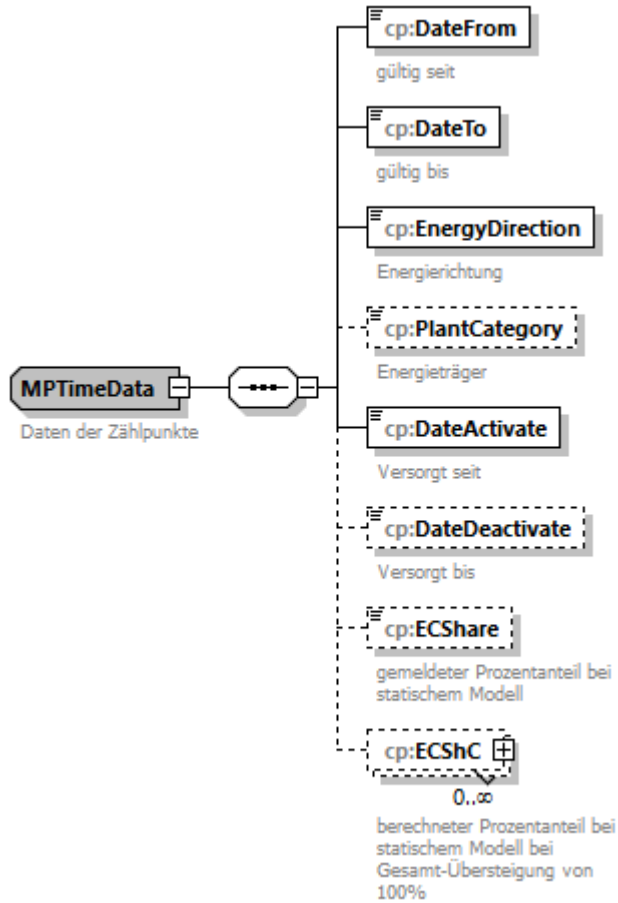 cp:DateFrom
gültig seit
cp:DateTo
gültig bis
cp:EnergyDirection
Energierichtung
cp:PlantCategory
Energieträger
MPTimeData
Daten der Zählpunkte
cp:DateActivate
Versorgt seit
cp:DateDeactivate
Versorgt bis
cp:ECShare
gemeldeter Prozentanteil bei
statischem Modell
cp:ECShC
0..∞
berechneter Prozentanteil bei
statischem Modell bei
Gesamt-Übersteigung von
100%